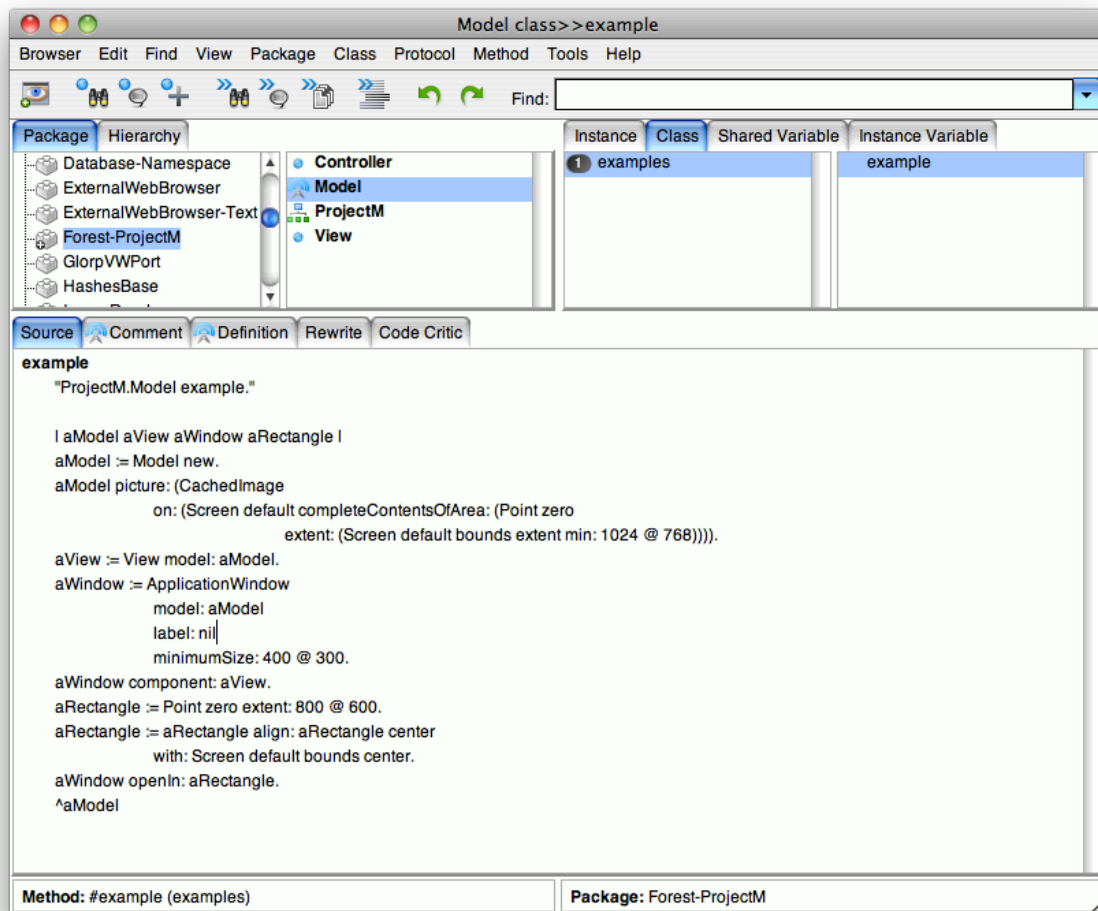 Model class>>example
Browser Edit Find View Package Class Protocol Method Tools Help
Find:
Package Hierarchy
Instance Class Shared Variable Instance Variable
Database-Namespace
ExternalWebBrowser
ExternalWebBrowser-Text
Forest-ProjectM
GlorpVWPort
HashesBase
Controller
Model
ProjectM
View
1 examples
example
Source Comment Definition Rewrite Code Critic
example
"ProjectM.Model example."
| aModel aView aWindow aRectangle |
aModel := Model new.
aModel picture: (CachedImage
on: (Screen default completeContentsOfArea: (Point zero
extent: (Screen default bounds extent min: 1024 @ 768)))).
aView := View model: aModel.
aWindow := ApplicationWindow
model: aModel
label: nil
minimumSize: 400 @ 300.
aWindow component: aView.
aRectangle := Point zero extent: 800 @ 600.
aRectangle := aRectangle align: aRectangle center
with: Screen default bounds center.
aWindow openIn: aRectangle.
^aModel
Method: #example (examples)
Package: Forest-ProjectM